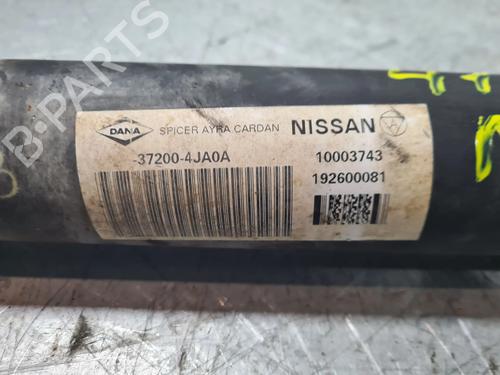 DANA SPICER AYRA CARDAN NISSAN
-37200-4JA0A 10003743
192600081
B-PARTS